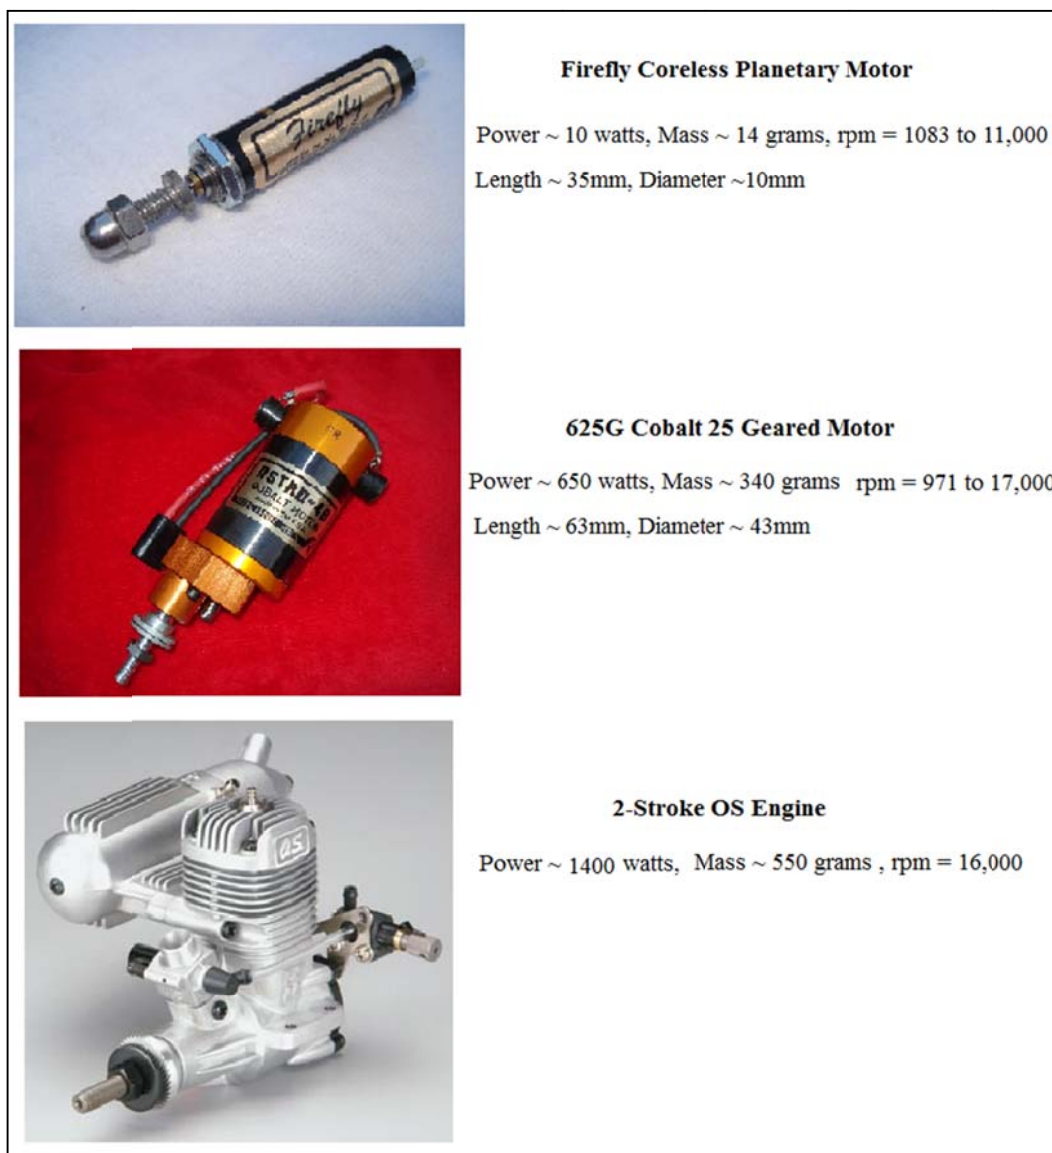 Firefly Coreless Planetary Motor
Power ~ 10 watts, Mass ~ 14 grams, rpm = 1083 to 11,000
Length ~ 35mm, Diameter ~10mm
Firefly
625G Cobalt 25 Geared Motor
Power ~ 650 watts, Mass ~ 340 grams rpm = 971 to 17,000
Length ~ 63mm, Diameter ~ 43mm
COBALT MOTOR
2-Stroke OS Engine
Power ~ 1400 watts, Mass ~ 550 grams , rpm = 16,000
O.S.